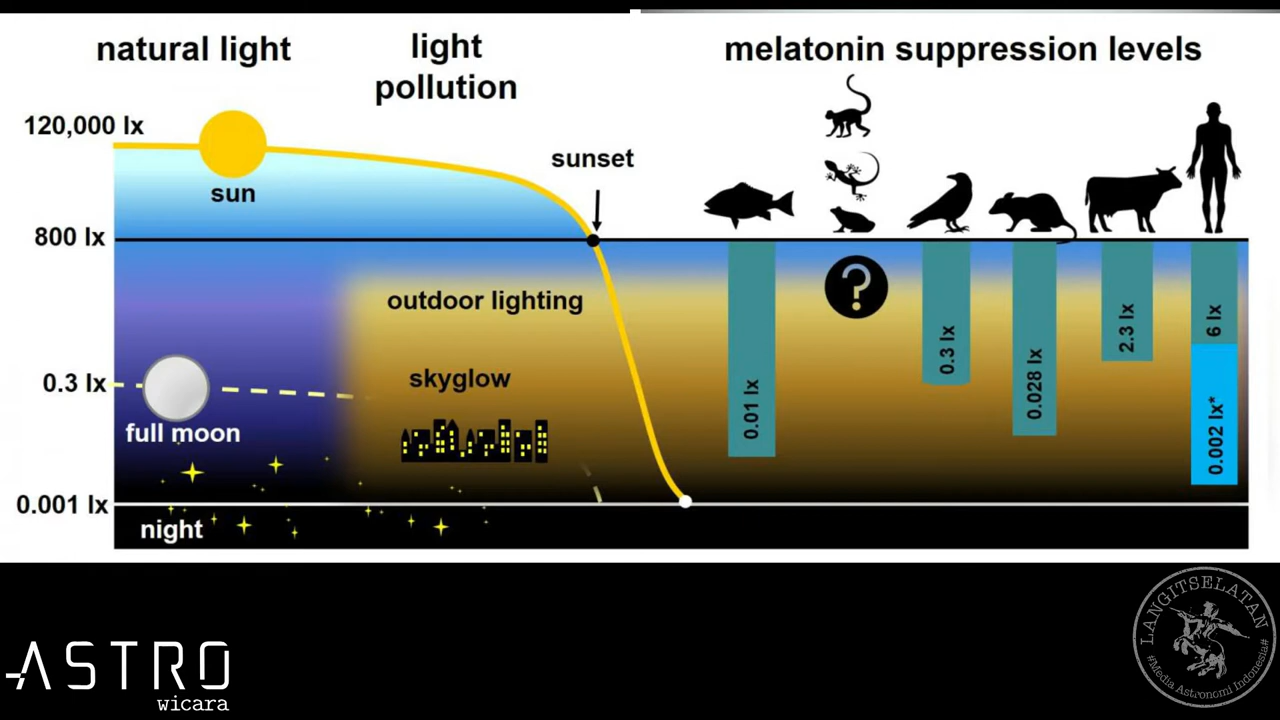 natural light
light
pollution
melatonin suppression levels
120,000 lx
sun
sunset
800 lx
outdoor lighting
?
0.3 lx
skyglow
full moon
0.01 lx
0.3 lx
0.028 lx
2.3 lx
6 lx
0.002 lx*
0.001 lx
night
ASTRO
wicara
LANGITSELATAN
#Media Astronomi Indonesia#